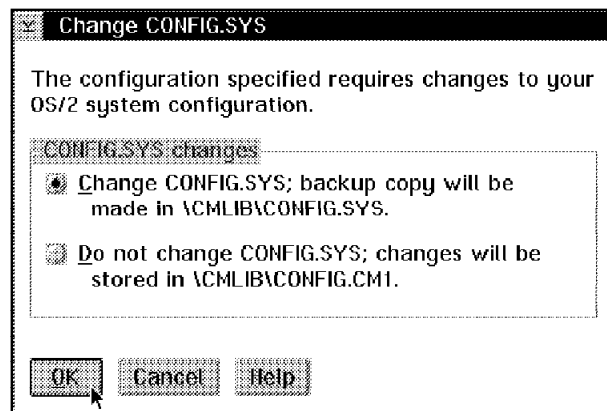 Change CONFIG.SYS
The configuration specified requires changes to your
OS/2 system configuration.
CONFIG.SYS changes
Change CONFIG.SYS; backup copy will be
made in \CMLIB\CONFIG.SYS.
Do not change CONFIG.SYS; changes will be
stored in \CMLIB\CONFIG.CM1.
OK Cancel Help